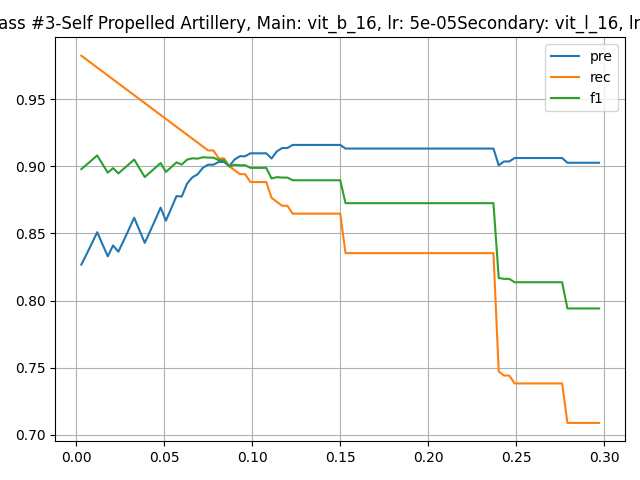 ass #3-Self Propelled Artillery, Main: vit_b_16, lr: 5e-05Secondary: vit_l_16, lr
pre
rec
f1
0.95
0.90
0.85
0.80
0.75
0.70
0.00 0.05 0.10 0.15 0.20 0.25 0.30